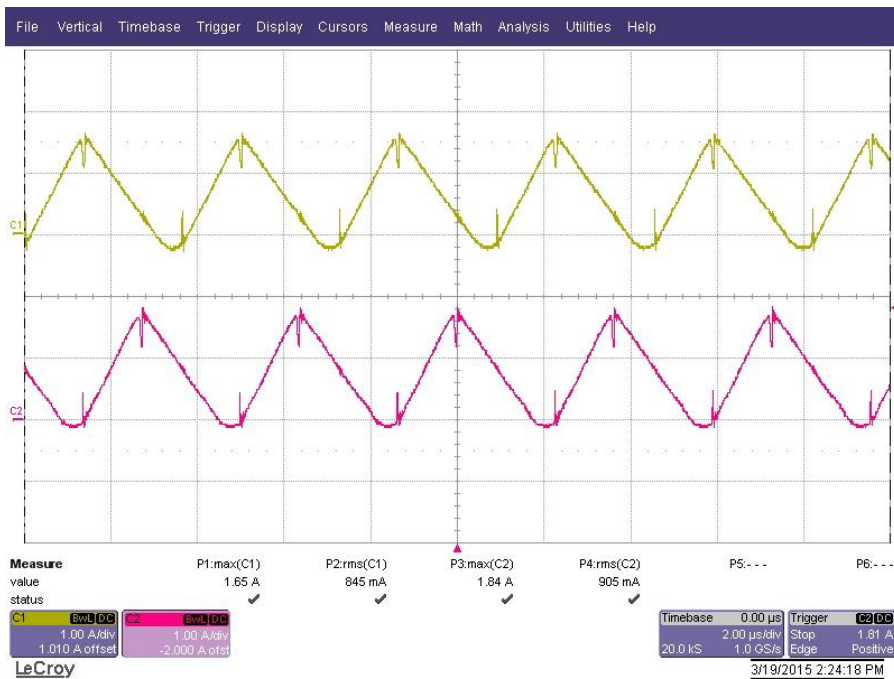 File Vertical Timebase Trigger Display Cursors Measure Math Analysis Utilities Help
C1
C2
Measure P1:max(C1) P2:rms(C1) P3:max(C2) P4:rms(C2) P5:--- P6:---
value 1.65 A 845 mA 1.84 A 905 mA
status ✔ ✔ ✔ ✔
C1 BwL DC C2 BwL DC Timebase 0.00 µs Trigger C2 DC
1.00 A/div 1.00 A/div 2.00 µs/div Stop 1.81 A
1.010 A offset -2.000 A ofst 20.0 kS 1.0 GS/s Edge Positive
LeCroy 3/19/2015 2:24:18 PM